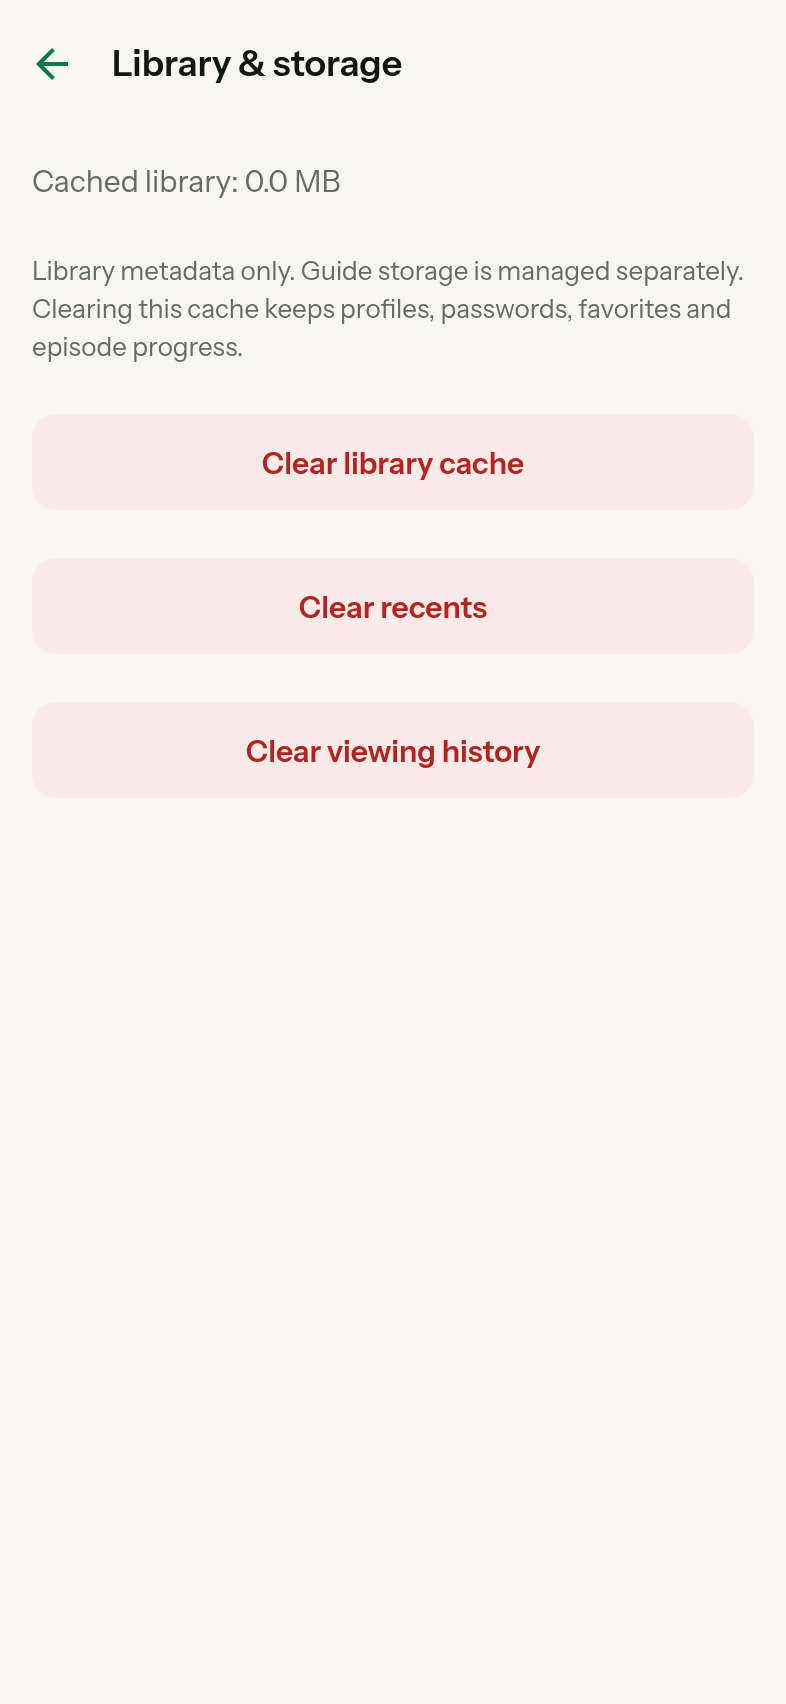 Library & storage
Cached library: 0.0 MB
Library metadata only. Guide storage is managed separately.
Clearing this cache keeps profiles, passwords, favorites and
episode progress.
Clear library cache
Clear recents
Clear viewing history